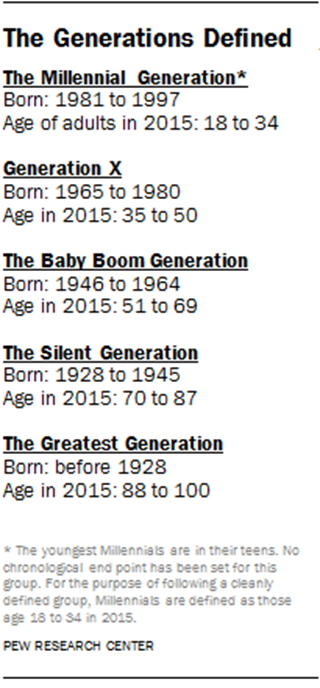 The Generations Defined
The Millennial Generation*
Born: 1981 to 1997
Age of adults in 2015: 18 to 34
Generation X
Born: 1965 to 1980
Age in 2015: 35 to 50
The Baby Boom Generation
Born: 1946 to 1964
Age in 2015: 51 to 69
The Silent Generation
Born: 1928 to 1945
Age in 2015: 70 to 87
The Greatest Generation
Born: before 1928
Age in 2015: 88 to 100
* The youngest Millennials are in their teens. No
chronological end point has been set for this
group. For the purpose of following a cleanly
defined group, Millennials are defined as those
age 18 to 34 in 2015.
PEW RESEARCH CENTER